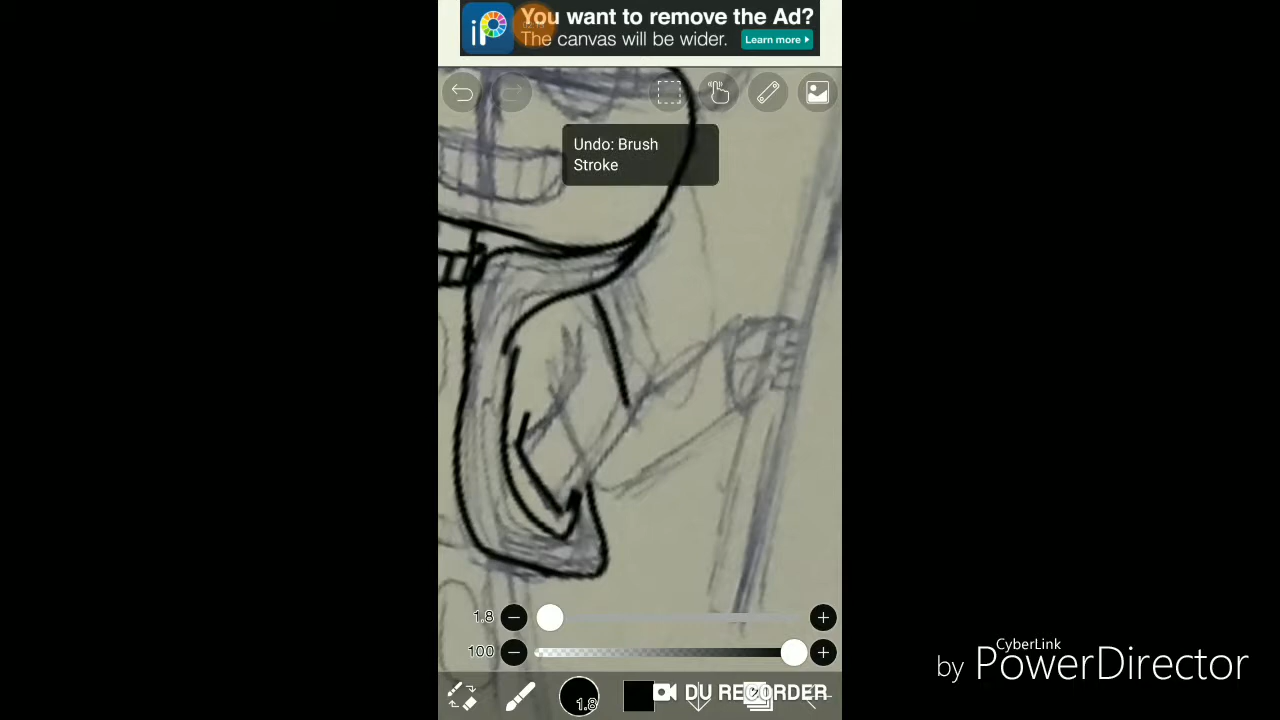 You want to remove the Ad?
The canvas will be wider.
Learn more
Undo: Brush
Stroke
1.8
100
1.8
DU RECORDER
CyberLink
by PowerDirector